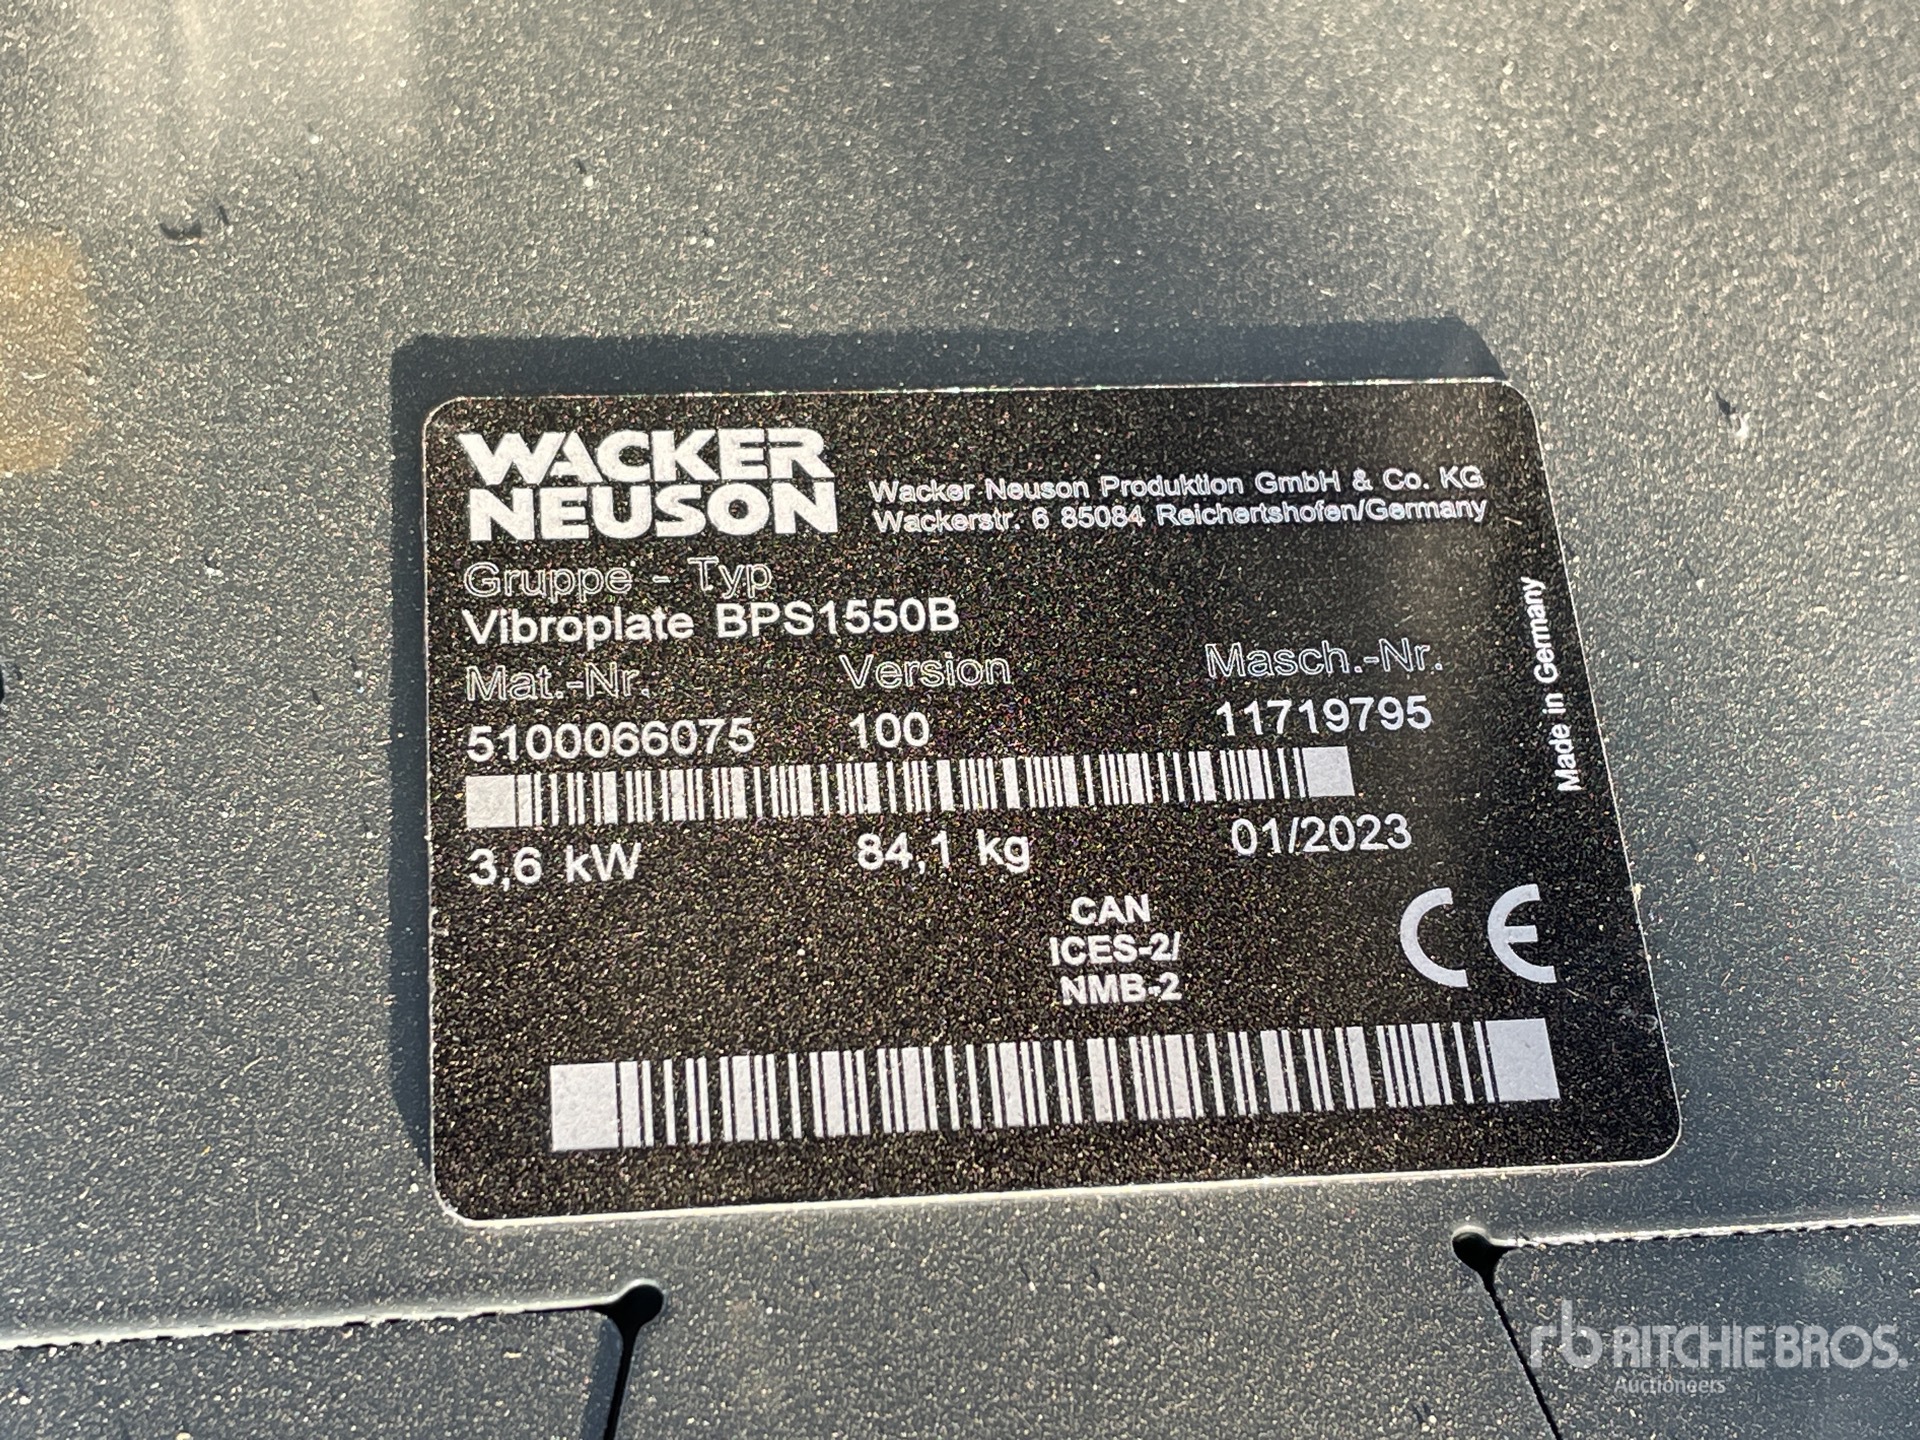 WACKER
NEUSON
Wacker Neuson Produktion GmbH & Co. KG
Wackerstr. 6 85084 Reichertshofen/Germany
Gruppe - Typ
Vibroplate BPS1550B
Mat.-Nr. Version Masch.-Nr.
5100066075 100 11719795
3,6 kW 84,1 kg 01/2023
Made in Germany
CAN
ICES-2/
NMB-2
CE
rb RITCHIE BROS.
Auctioneers